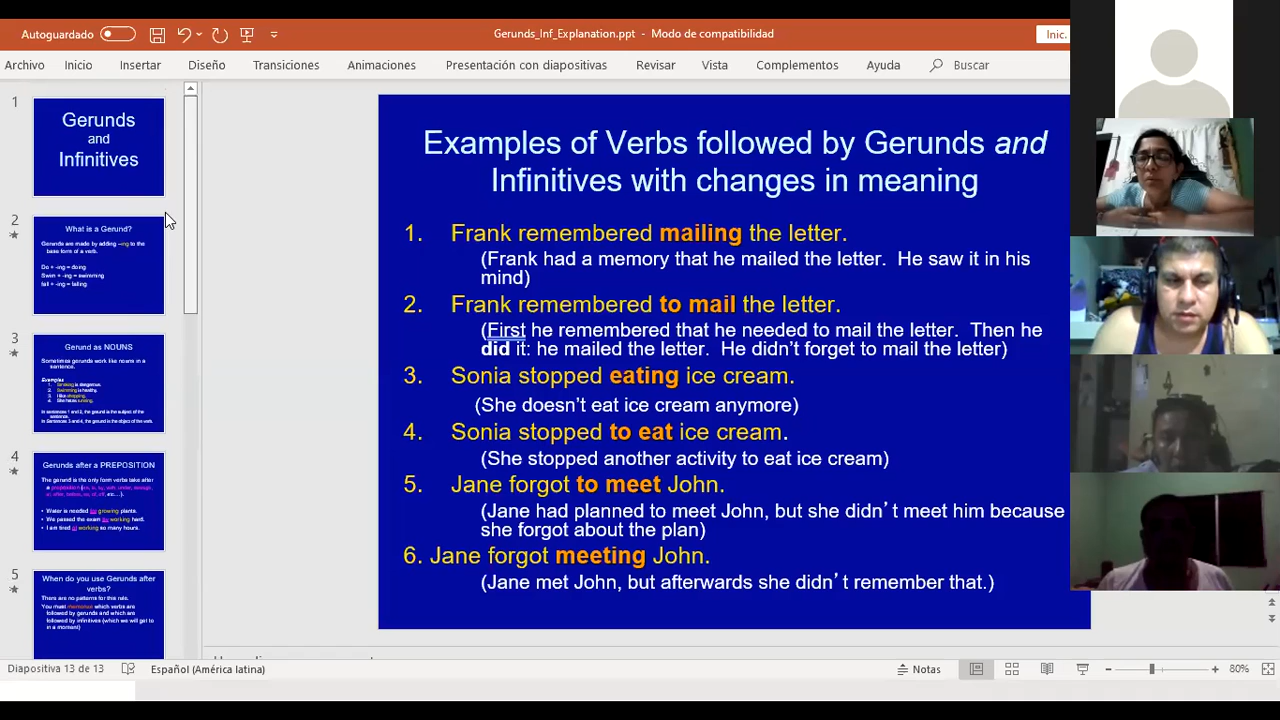 Autoguardado
Gerunds_Inf_Explanation.ppt - Modo de compatibilidad
Inic.
Archivo Inicio Insertar Diseño Transiciones Animaciones Presentación con diapositivas Revisar Vista Complementos Ayuda Buscar
1
Gerunds
and
Infinitives
2
What is a Gerund?
Gerunds are made by adding -ing to the
base form of a verb.
Do + -ing = doing
Swim + -ing = swimming
fall + -ing = falling
3
Gerund as NOUNS
Sometimes gerunds work like nouns in a
sentence.
Examples
1. Smoking is dangerous.
2. Swimming is healthy.
3. I like shopping.
4. She hates
In sentences 1 and 2, the gerund is the subject of the
sentence.
In Sentences 3 and 4, the gerund is the object of the verb.
4
Gerunds after a PREPOSITION
The gerund is the only form verbs take after
a preposition
Water is needed for growing plants.
We passed the exam by working hard.
I am tired of working so many hours.
5
When do you use Gerunds after
verbs?
There are no patterns for this rule.
You must memorize which verbs are
followed by gerunds and which are
followed by infinitives (which we will get to
in a moment)
Examples of Verbs followed by Gerunds and
Infinitives with changes in meaning
1. Frank remembered mailing the letter.
(Frank had a memory that he mailed the letter. He saw it in his
mind)
2. Frank remembered to mail the letter.
(First he remembered that he needed to mail the letter. Then he
did it: he mailed the letter. He didn't forget to mail the letter)
3. Sonia stopped eating ice cream.
(She doesn't eat ice cream anymore)
4. Sonia stopped to eat ice cream.
(She stopped another activity to eat ice cream)
5. Jane forgot to meet John.
(Jane had planned to meet John, but she didn't meet him because
she forgot about the plan)
6. Jane forgot meeting John.
(Jane met John, but afterwards she didn't remember that.)
Diapositiva 13 de 13 Español (América latina) Notas 80%